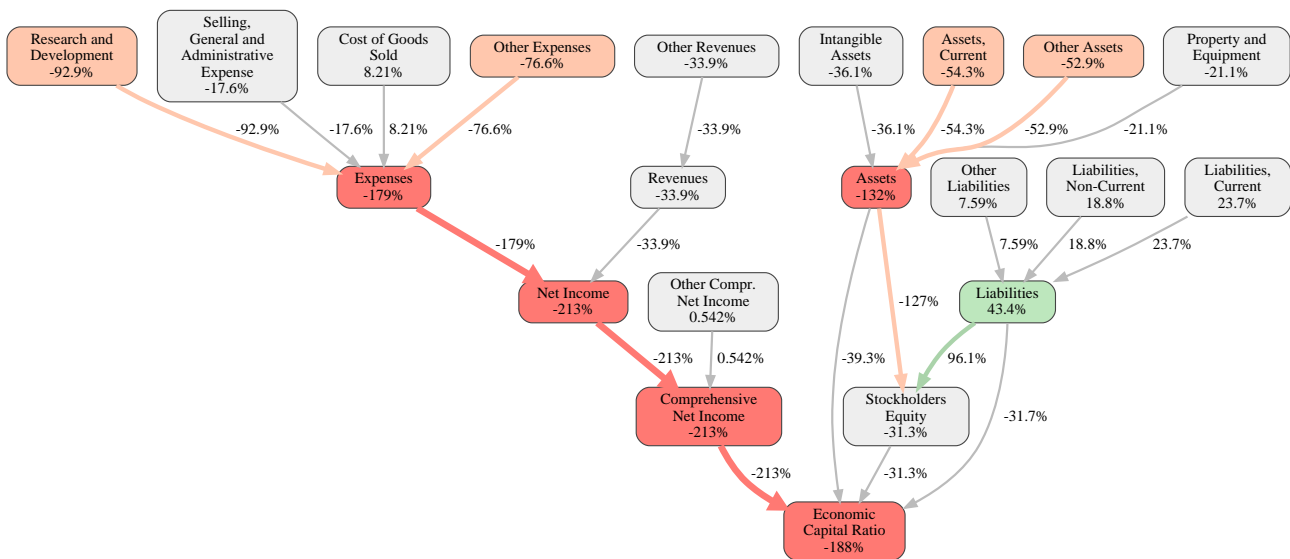 Research and
Development
-92.9%
Selling,
General and
Administrative
Expense
-17.6%
Cost of Goods
Sold
8.21%
Other Expenses
-76.6%
Other Revenues
-33.9%
Intangible
Assets
-36.1%
Assets,
Current
-54.3%
Other Assets
-52.9%
Property and
Equipment
-21.1%
-92.9%
-17.6%
8.21%
-76.6%
-33.9%
-36.1%
-54.3%
-52.9%
-21.1%
Expenses
-179%
Revenues
-33.9%
Assets
-132%
Other
Liabilities
7.59%
Liabilities,
Non-Current
18.8%
Liabilities,
Current
23.7%
-179%
-33.9%
7.59%
18.8%
23.7%
Net Income
-213%
Other Compr.
Net Income
0.542%
-127%
Liabilities
43.4%
-213%
0.542%
-39.3%
96.1%
Comprehensive
Net Income
-213%
Stockholders
Equity
-31.3%
-31.7%
-213%
-31.3%
Economic
Capital Ratio
-188%